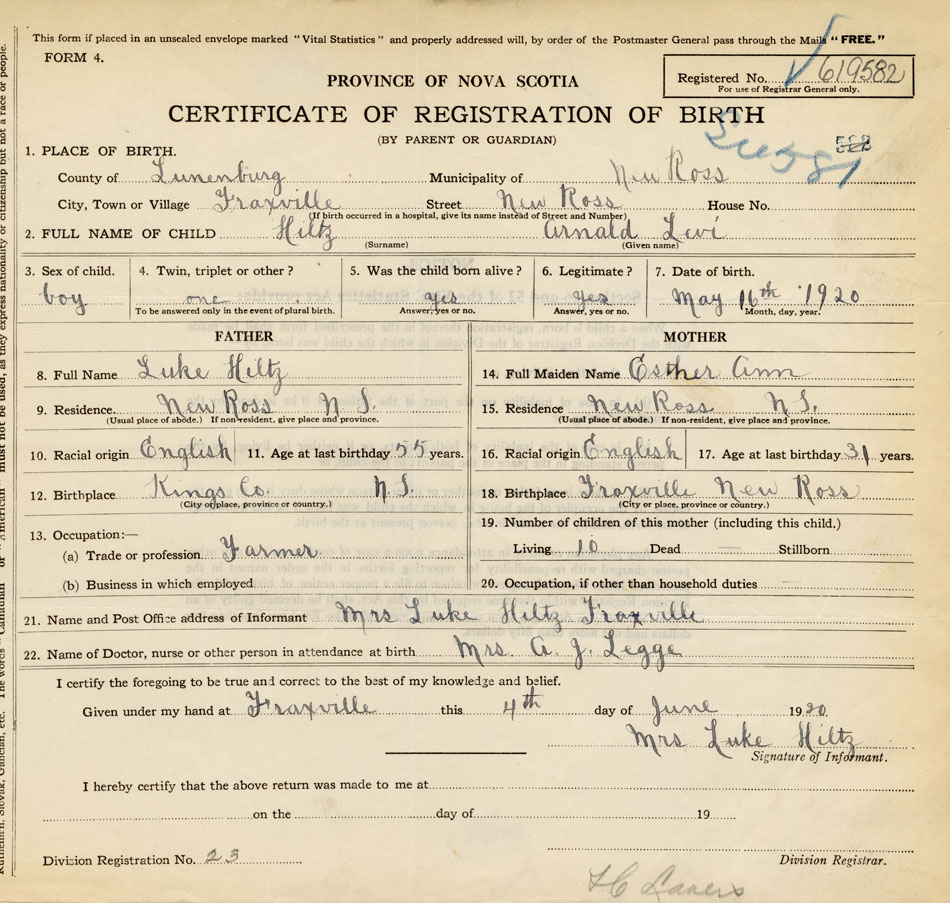 This form if placed in an unsealed envelope marked "Vital Statistics" and properly addressed will, by order of the Postmaster General pass through the Mails "FREE."
FORM 4.
PROVINCE OF NOVA SCOTIA
Registered No. 619582
For use of Registrar General only.
CERTIFICATE OF REGISTRATION OF BIRTH
(BY PARENT OR GUARDIAN)
522
1. PLACE OF BIRTH.
County of Lunenburg Municipality of New Ross
City, Town or Village Fraxville Street New Ross House No.
(If birth occurred in a hospital, give its name instead of Street and Number)
2. FULL NAME OF CHILD Hiltz Arnald Levi
(Surname) (Given name)
3. Sex of child. 4. Twin, triplet or other? 5. Was the child born alive? 6. Legitimate? 7. Date of birth.
boy one yes Yes May 16th 1920
To be answered only in the event of plural birth. Answer, yes or no. Answer, yes or no. Month, day, year.
FATHER MOTHER
8. Full Name Luke Hiltz 14. Full Maiden Name Esther Ann
9. Residence New Ross N S. 15. Residence New Ross N S.
(Usual place of abode.) If non-resident, give place and province. (Usual place of abode.) If non-resident, give place and province.
10. Racial origin English 11. Age at last birthday 55 years. 16. Racial origin English 17. Age at last birthday 31 years.
12. Birthplace Kings Co. N.S. 18. Birthplace Fraxville New Ross
(City or place, province or country.) (City or place, province or country.)
13. Occupation:— 19. Number of children of this mother (including this child.)
(a) Trade or profession Farmer Living 10 Dead — Stillborn
(b) Business in which employed 20. Occupation, if other than household duties
21. Name and Post Office address of Informant Mrs Luke Hiltz Fraxville
22. Name of Doctor, nurse or other person in attendance at birth Mrs. A. J. Legge
I certify the foregoing to be true and correct to the best of my knowledge and belief.
Given under my hand at Fraxville this 4th day of June 1920
Mrs Luke Hiltz
Signature of Informant.
I hereby certify that the above return was made to me at
on the day of 19
Division Registration No. 23 Division Registrar.